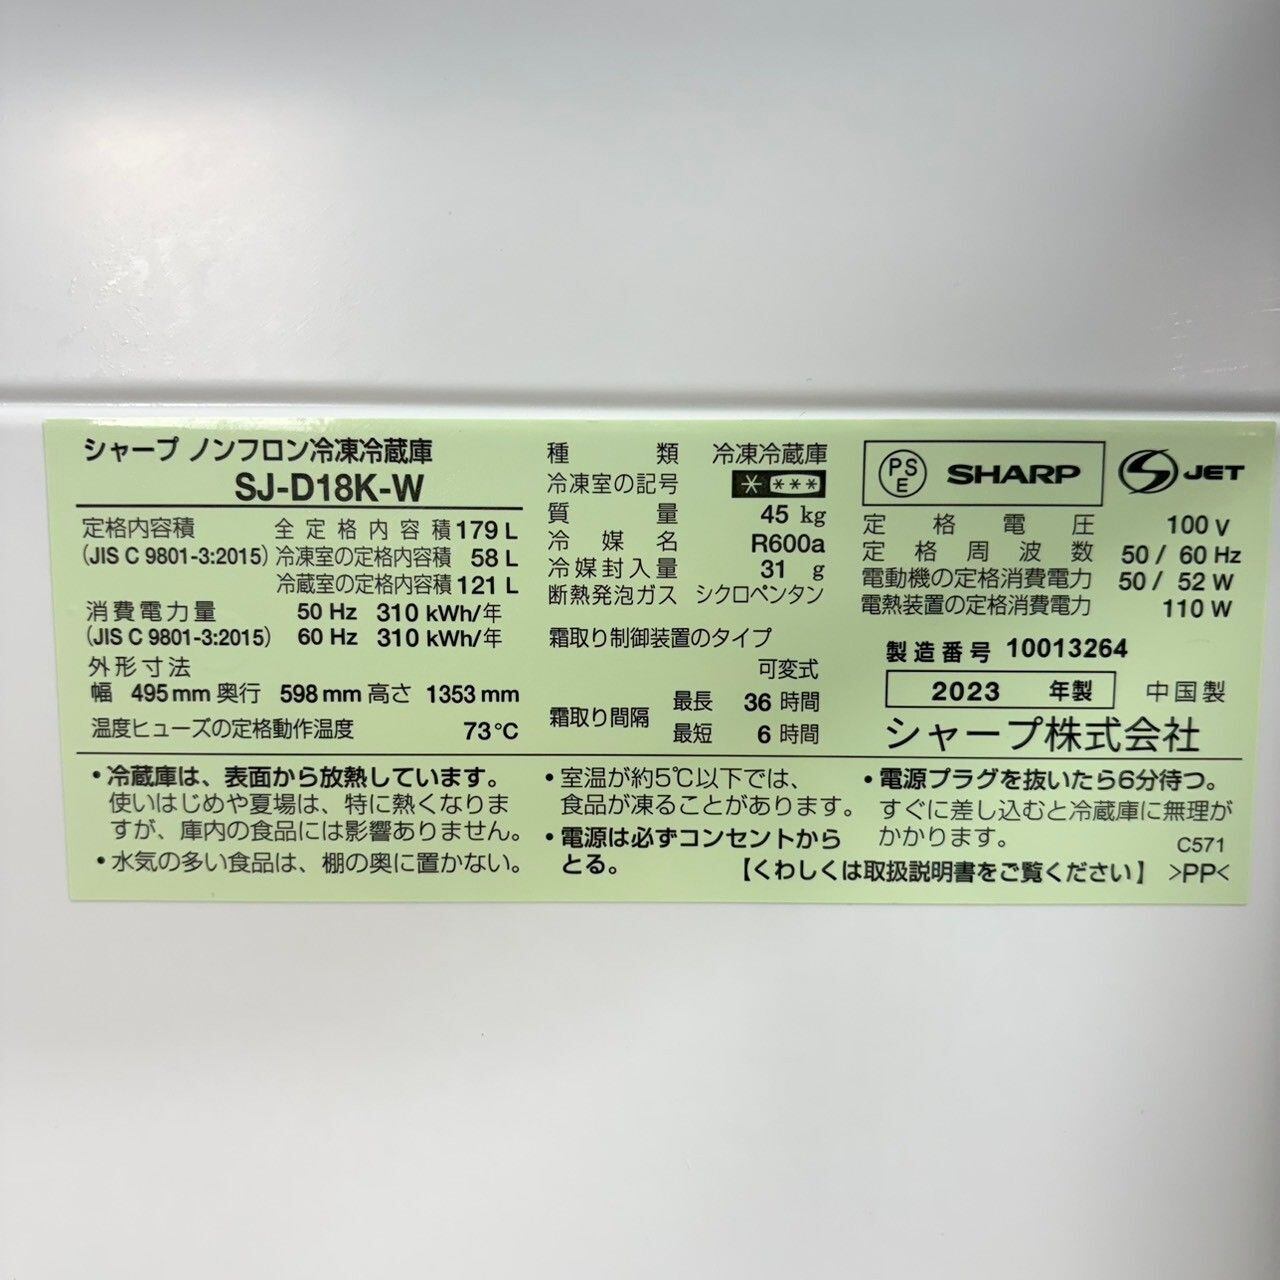 シャープ ノンフロン冷凍冷蔵庫
SJ-D18K-W
定格内容積 全定格内容積 179 L
(JIS C 9801-3:2015) 冷凍室の定格内容積 58 L
冷蔵室の定格内容積 121 L
消費電力量 50 Hz 310 kWh/年
(JIS C 9801-3:2015) 60 Hz 310 kWh/年
外形寸法
幅 495 mm 奥行 598 mm 高さ 1353 mm
温度ヒューズの定格動作温度 73℃
種類 冷凍冷蔵庫
冷凍室の記号 * ***
質量 45 kg
冷媒名 R600a
冷媒封入量 31 g
断熱発泡ガス シクロペンタン
霜取り制御装置のタイプ
可変式
霜取り間隔 最長 36 時間
最短 6 時間
PS E SHARP S JET
定格電圧 100 V
定格周波数 50 / 60 Hz
電動機の定格消費電力 50 / 52 W
電熱装置の定格消費電力 110 W
製造番号 10013264
2023 年製 中国製
シャープ株式会社
・冷蔵庫は、表面から放熱しています。
使いはじめや夏場は、特に熱くなりま
すが、庫内の食品には影響ありません。
・水気の多い食品は、棚の奥に置かない。
・室温が約5℃以下では、
食品が凍ることがあります。
・電源は必ずコンセントから
とる。
・電源プラグを抜いたら6分待つ。
すぐに差し込むと冷蔵庫に無理が
かかります。
C571
【くわしくは取扱説明書をご覧ください】 >PP<